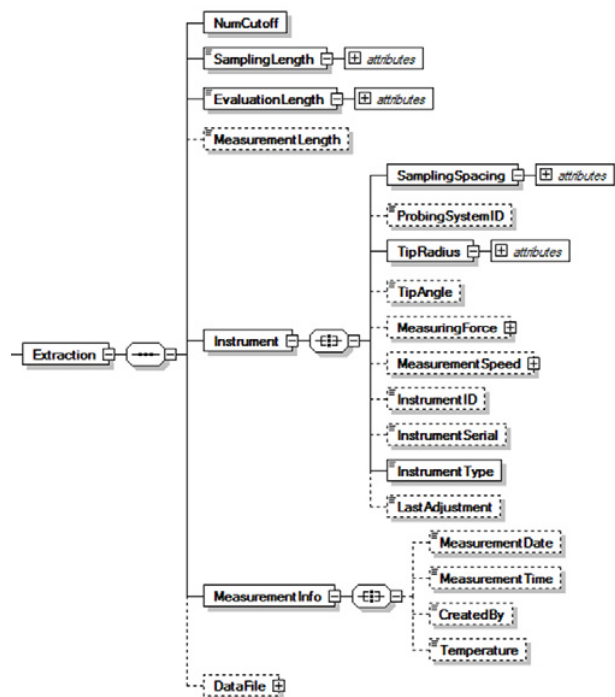 NumCutoff
SamplingLength attributes
EvaluationLength attributes
MeasurementLength
SamplingSpacing attributes
ProbingSystemID
TipRadius attributes
TipAngle
Extraction
Instrument
MeasuringForce
MeasurementSpeed
InstrumentID
InstrumentSerial
InstrumentType
LastAdjustment
MeasurementInfo
MeasurementDate
MeasurementTime
CreatedBy
Temperature
DataFile